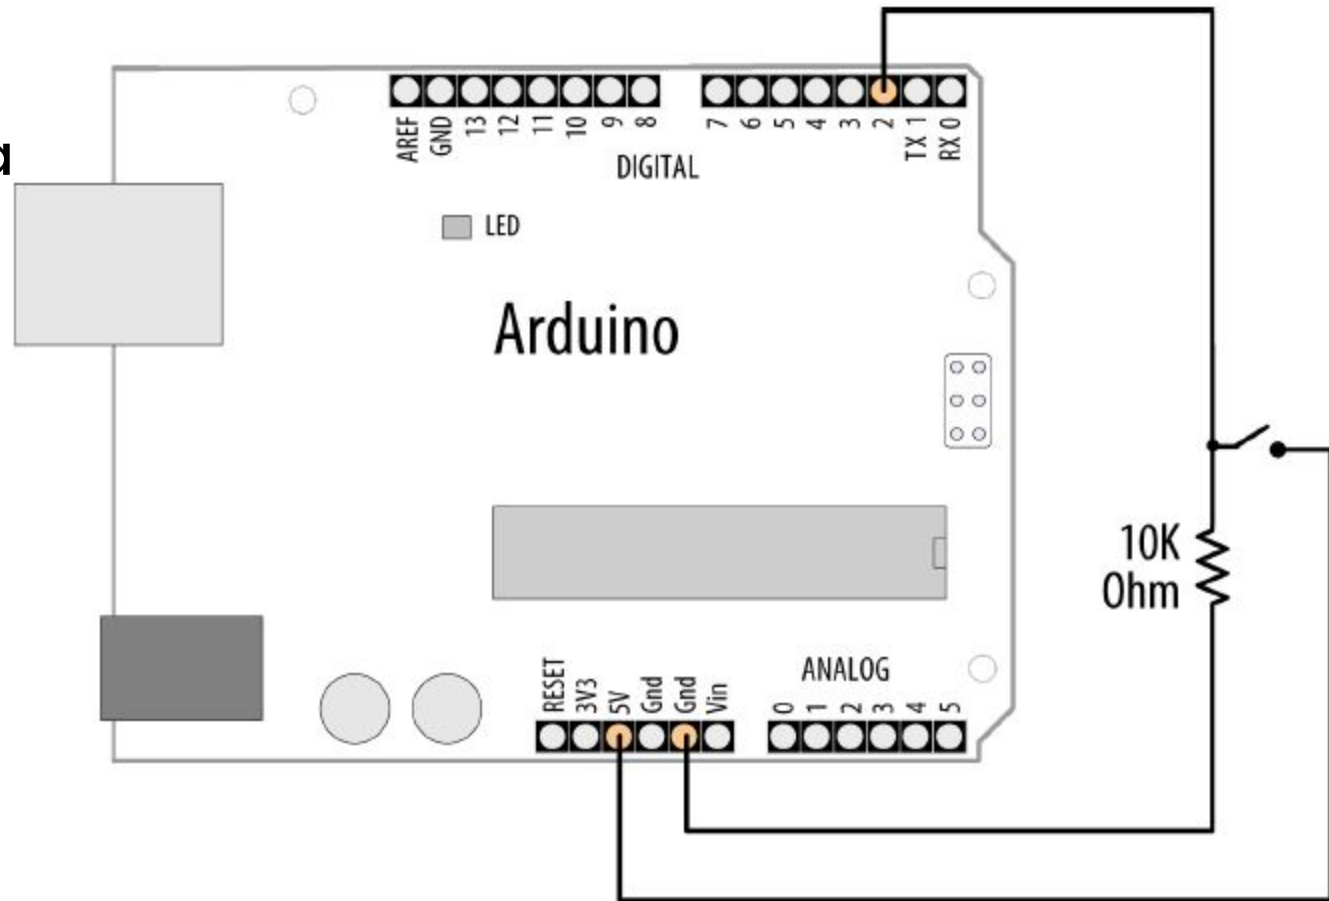 a
AREF GND 13 12 11 10 9 8 7 6 5 4 3 2 TX 1 RX 0
DIGITAL
LED
Arduino
10K
Ohm
ANALOG
RESET 3V3 5V Gnd Gnd Vin 0 1 2 3 4 5